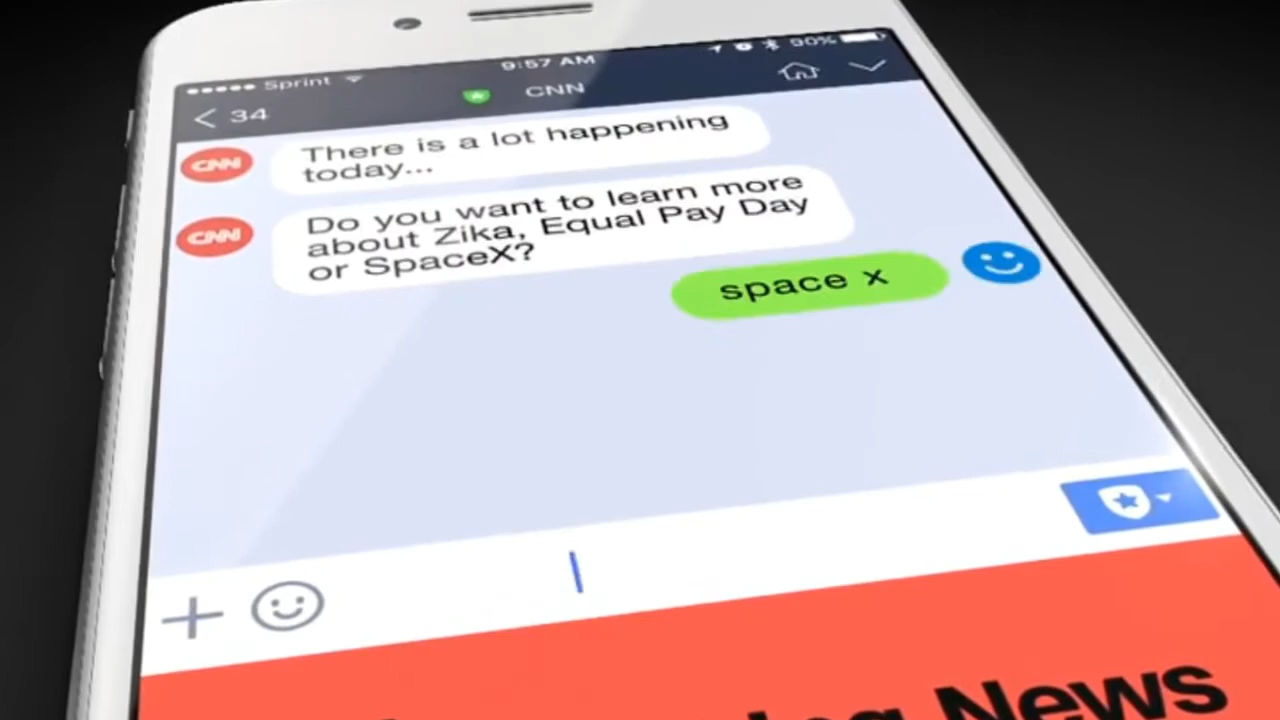 Sprint 9:57 AM 90%
34 CNN
CNN There is a lot happening
today...
CNN Do you want to learn more
about Zika, Equal Pay Day
or SpaceX?
space x
News